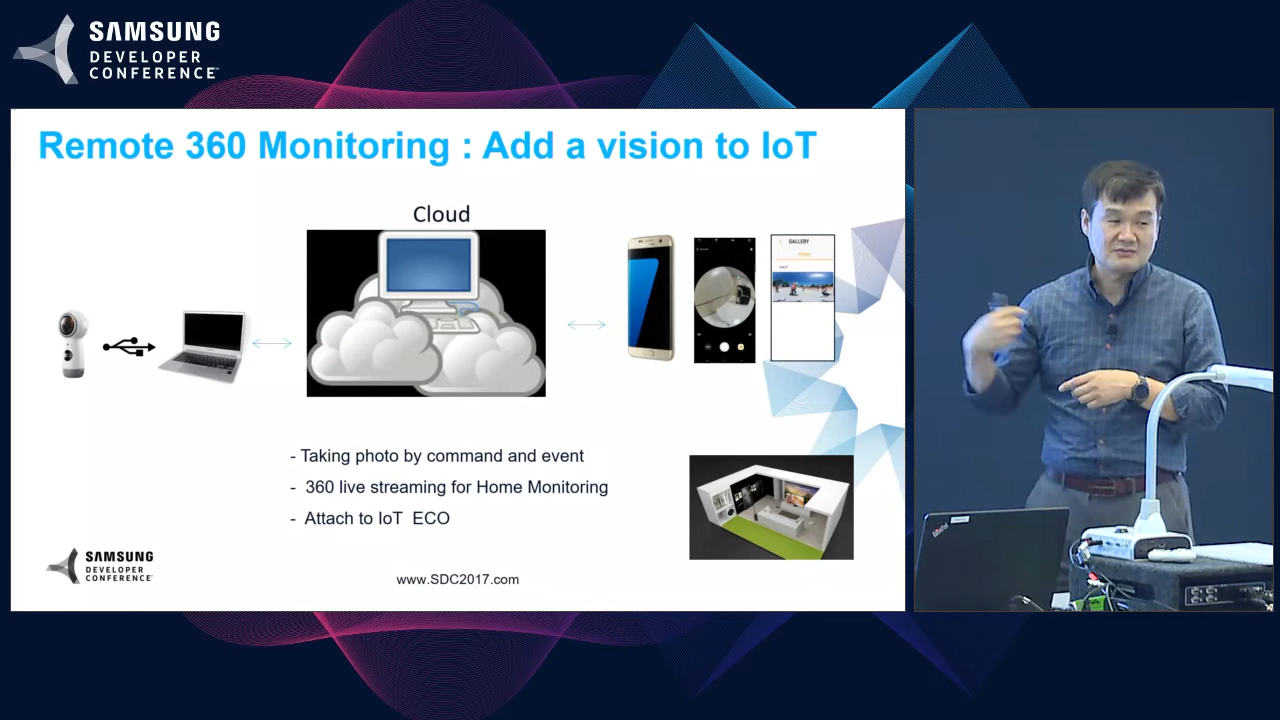 SAMSUNG
DEVELOPER
CONFERENCE
Remote 360 Monitoring : Add a vision to IoT
Cloud
GALLERY
- Taking photo by command and event
- 360 live streaming for Home Monitoring
- Attach to IoT ECO
SAMSUNG
DEVELOPER
CONFERENCE
www.SDC2017.com